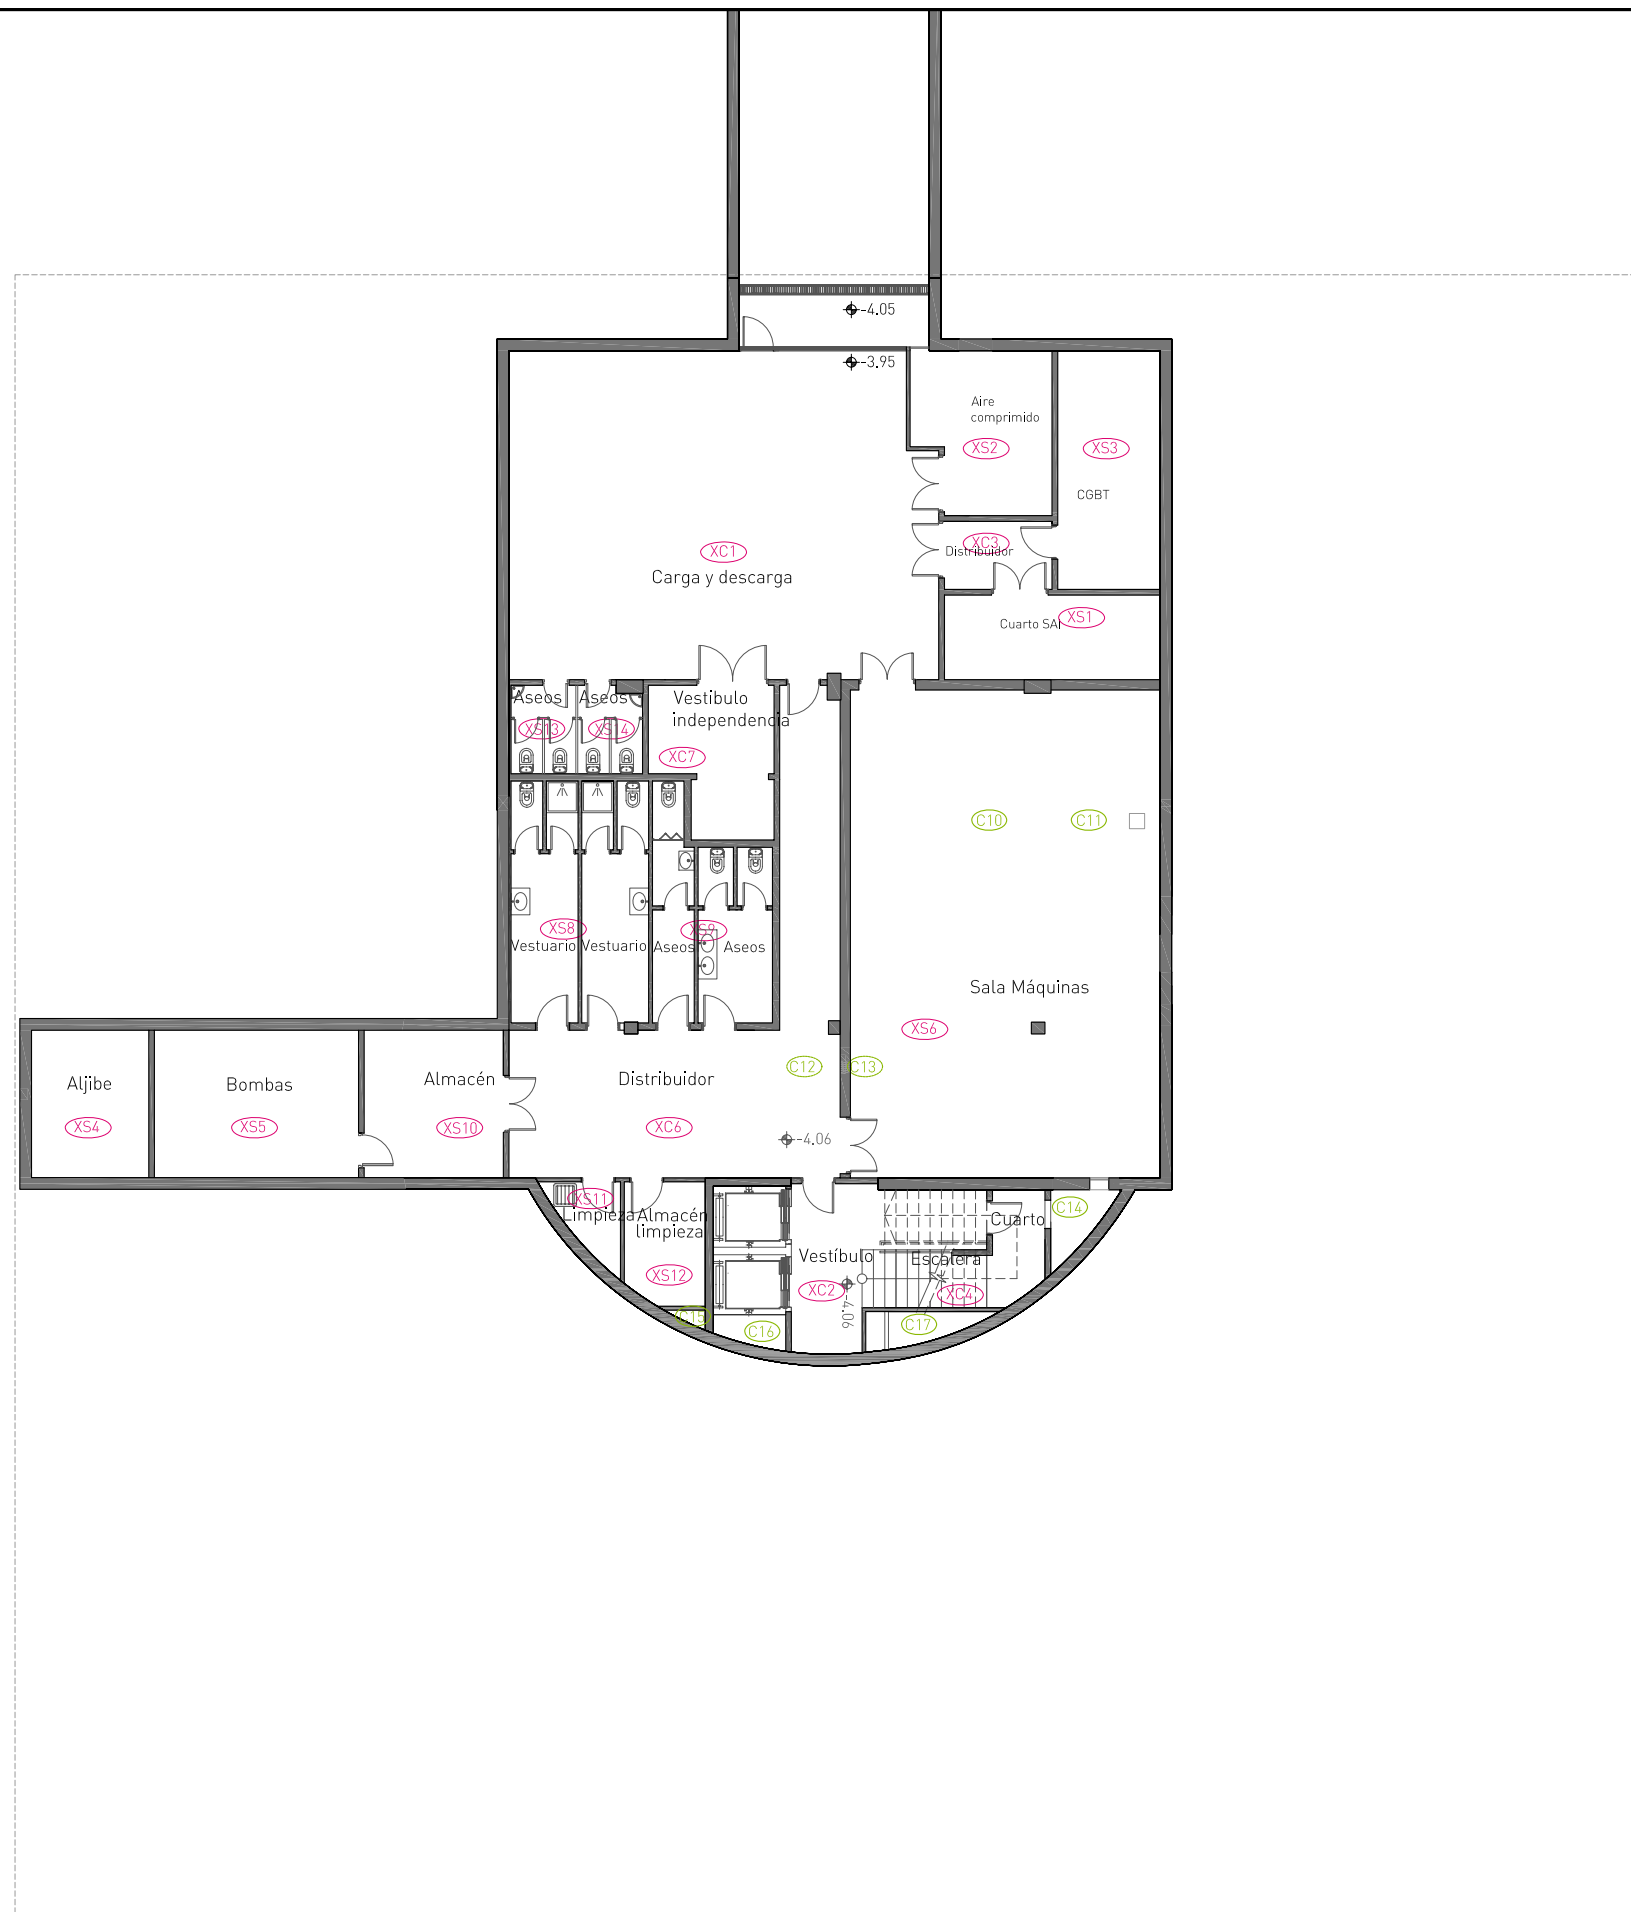 -4.05
-3.95
Aire
comprimido
XS2
XS3
CGBT
XC3
Distribuidor
XC1
Carga y descarga
Cuarto SAI
XS1
Aseos
Aseos
Vestibulo
independencia
XS13
XS14
XC7
C10
C11
XS8
XS9
Vestuario
Vestuario
Aseos
Aseos
Sala Máquinas
XS6
C12
C13
Aljibe
Bombas
Almacén
Distribuidor
XS4
XS5
XS10
XC6
-4.06
XS11
Limpieza
Almacén
limpieza
XS12
Cuarto
C14
Vestíbulo
Escalera
XC2
XC4
-4.06
C15
C16
C17